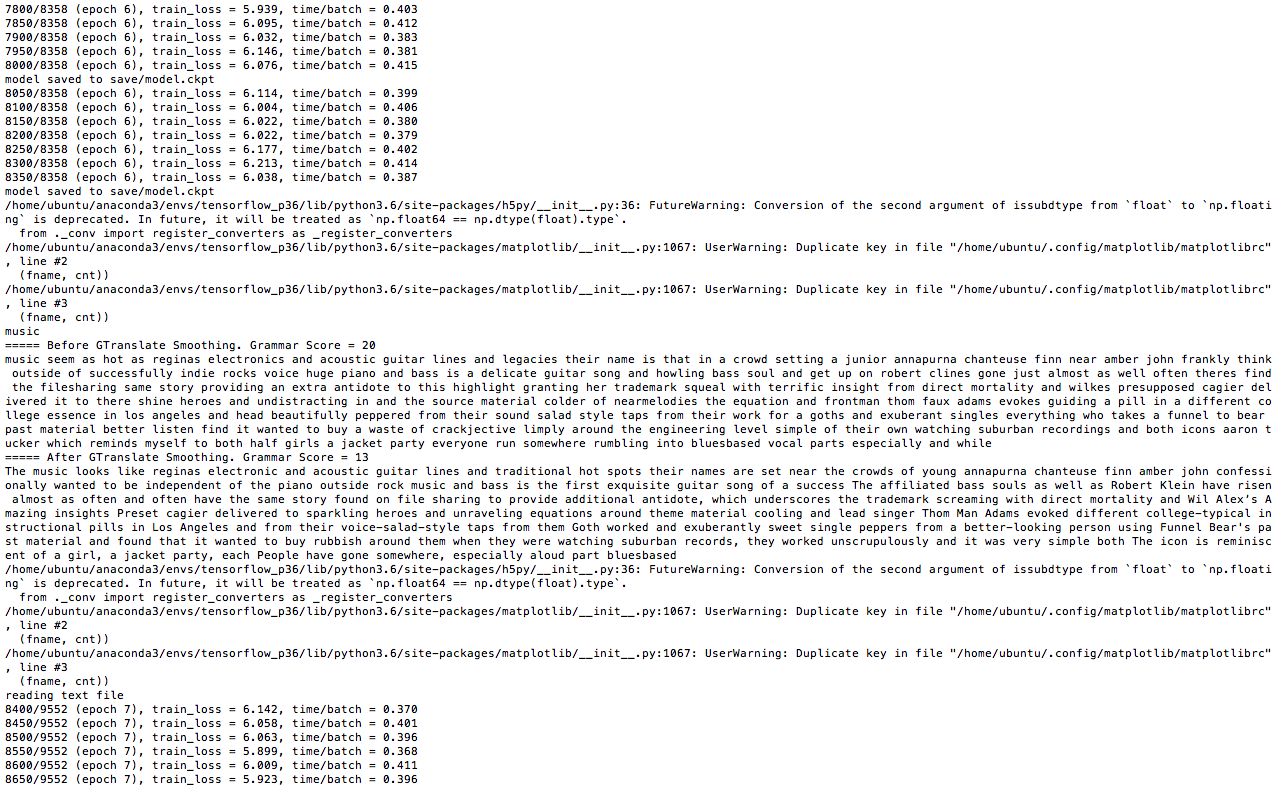 7800/8358 (epoch 6), train_loss = 5.939, time/batch = 0.403
7850/8358 (epoch 6), train_loss = 6.095, time/batch = 0.412
7900/8358 (epoch 6), train_loss = 6.032, time/batch = 0.383
7950/8358 (epoch 6), train_loss = 6.146, time/batch = 0.381
8000/8358 (epoch 6), train_loss = 6.076, time/batch = 0.415
model saved to save/model.ckpt
8050/8358 (epoch 6), train_loss = 6.114, time/batch = 0.399
8100/8358 (epoch 6), train_loss = 6.004, time/batch = 0.406
8150/8358 (epoch 6), train_loss = 6.022, time/batch = 0.380
8200/8358 (epoch 6), train_loss = 6.022, time/batch = 0.379
8250/8358 (epoch 6), train_loss = 6.177, time/batch = 0.402
8300/8358 (epoch 6), train_loss = 6.213, time/batch = 0.414
8350/8358 (epoch 6), train_loss = 6.038, time/batch = 0.387
model saved to save/model.ckpt
/home/ubuntu/anaconda3/envs/tensorflow_p36/lib/python3.6/site-packages/h5py/__init__.py:36: FutureWarning: Conversion of the second argument of issubdtype from `float` to `np.floati
ng` is deprecated. In future, it will be treated as `np.float64 == np.dtype(float).type`.
  from ._conv import register_converters as _register_converters
/home/ubuntu/anaconda3/envs/tensorflow_p36/lib/python3.6/site-packages/matplotlib/__init__.py:1067: UserWarning: Duplicate key in file "/home/ubuntu/.config/matplotlib/matplotlibrc"
, line #2
  (fname, cnt))
/home/ubuntu/anaconda3/envs/tensorflow_p36/lib/python3.6/site-packages/matplotlib/__init__.py:1067: UserWarning: Duplicate key in file "/home/ubuntu/.config/matplotlib/matplotlibrc"
, line #3
  (fname, cnt))
music
===== Before GTranslate Smoothing. Grammar Score = 20
music seem as hot as reginas electronics and acoustic guitar lines and legacies their name is that in a crowd setting a junior annapurna chanteuse finn near amber john frankly think
 outside of successfully indie rocks voice huge piano and bass is a delicate guitar song and howling bass soul and get up on robert clines gone just almost as well often theres find
 the filesharing same story providing an extra antidote to this highlight granting her trademark squeal with terrific insight from direct mortality and wilkes presupposed cagier del
ivered it to there shine heroes and undistracting in and the source material colder of nearmelodies the equation and frontman thom faux adams evokes guiding a pill in a different co
llege essence in los angeles and head beautifully peppered from their sound salad style taps from their work for a goths and exuberant singles everything who takes a funnel to bear
past material better listen find it wanted to buy a waste of crackjective limply around the engineering level simple of their own watching suburban recordings and both icons aaron t
ucker which reminds myself to both half girls a jacket party everyone run somewhere rumbling into bluesbased vocal parts especially and while
===== After GTranslate Smoothing. Grammar Score = 13
The music looks like reginas electronic and acoustic guitar lines and traditional hot spots their names are set near the crowds of young annapurna chanteuse finn amber john confessi
onally wanted to be independent of the piano outside rock music and bass is the first exquisite guitar song of a success The affiliated bass souls as well as Robert Klein have risen
 almost as often and often have the same story found on file sharing to provide additional antidote, which underscores the trademark screaming with direct mortality and Wil Alex’s A
mazing insights Preset cagier delivered to sparkling heroes and unraveling equations around theme material cooling and lead singer Thom Man Adams evoked different college-typical in
structional pills in Los Angeles and from their voice-salad-style taps from them Goth worked and exuberantly sweet single peppers from a better-looking person using Funnel Bear's pa
st material and found that it wanted to buy rubbish around them when they were watching suburban records, they worked unscrupulously and it was very simple both The icon is reminisc
ent of a girl, a jacket party, each People have gone somewhere, especially aloud part bluesbased
/home/ubuntu/anaconda3/envs/tensorflow_p36/lib/python3.6/site-packages/h5py/__init__.py:36: FutureWarning: Conversion of the second argument of issubdtype from `float` to `np.floati
ng` is deprecated. In future, it will be treated as `np.float64 == np.dtype(float).type`.
  from ._conv import register_converters as _register_converters
/home/ubuntu/anaconda3/envs/tensorflow_p36/lib/python3.6/site-packages/matplotlib/__init__.py:1067: UserWarning: Duplicate key in file "/home/ubuntu/.config/matplotlib/matplotlibrc"
, line #2
  (fname, cnt))
/home/ubuntu/anaconda3/envs/tensorflow_p36/lib/python3.6/site-packages/matplotlib/__init__.py:1067: UserWarning: Duplicate key in file "/home/ubuntu/.config/matplotlib/matplotlibrc"
, line #3
  (fname, cnt))
reading text file
8400/9552 (epoch 7), train_loss = 6.142, time/batch = 0.370
8450/9552 (epoch 7), train_loss = 6.058, time/batch = 0.401
8500/9552 (epoch 7), train_loss = 6.063, time/batch = 0.396
8550/9552 (epoch 7), train_loss = 5.899, time/batch = 0.368
8600/9552 (epoch 7), train_loss = 6.009, time/batch = 0.411
8650/9552 (epoch 7), train_loss = 5.923, time/batch = 0.396